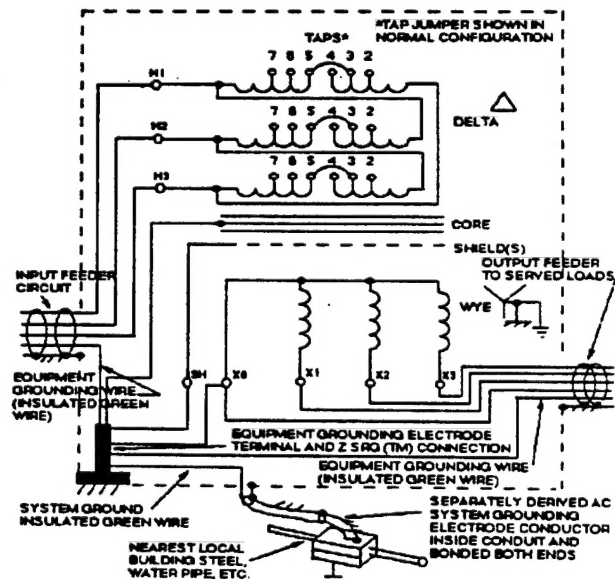 *TAP JUMPER SHOWN IN
NORMAL CONFIGURATION
TAPS*
7 6 5 4 3 2
H1
H2
7 6 5 4 3 2
DELTA
H3
7 6 5 4 3 2
CORE
SHIELD(S)
OUTPUT FEEDER
TO SERVED LOADS
INPUT FEEDER
CIRCUIT
WYE
EQUIPMENT
GROUNDING WIRE
(INSULATED GREEN
WIRE)
SH
X0
X1
X2
X3
EQUIPMENT GROUNDING ELECTRODE
TERMINAL AND Z SRG (TM) CONNECTION
EQUIPMENT GROUNDING WIRE
(INSULATED GREEN WIRE)
SYSTEM GROUND
INSULATED GREEN WIRE
SEPARATELY DERIVED AC
SYSTEM GROUNDING
ELECTRODE CONDUCTOR
INSIDE CONDUIT AND
BONDED BOTH ENDS
NEAREST LOCAL
BUILDING STEEL,
WATER PIPE, ETC.